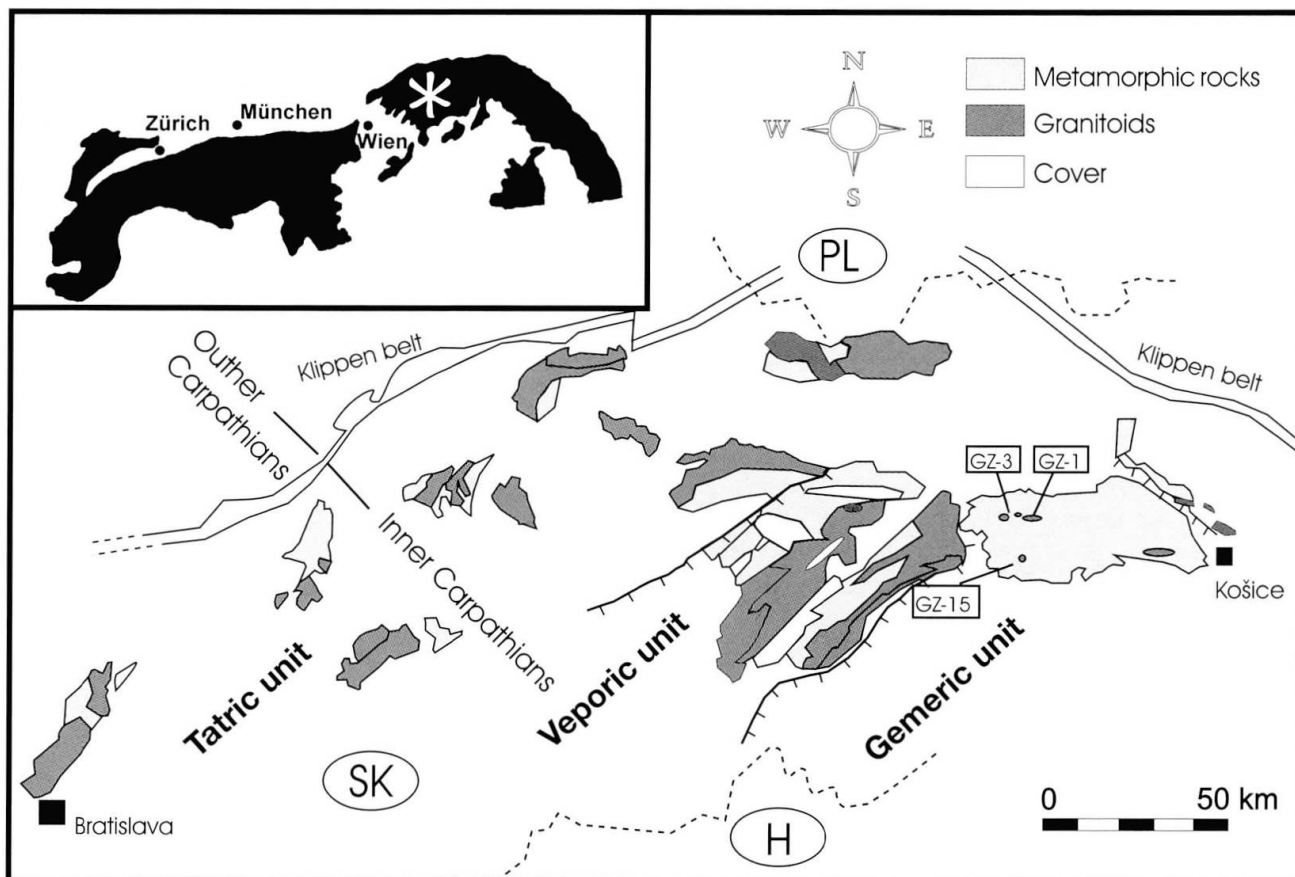 Zürich
München
Wien
N
W
E
S
Metamorphic rocks
Granitoids
Cover
PL
Outher
Carpathians
Klippen belt
Klippen belt
Inner Carpathians
GZ-3
GZ-1
GZ-15
Košice
Tatric unit
Veporic unit
Gemeric unit
SK
H
Bratislava
0
50 km